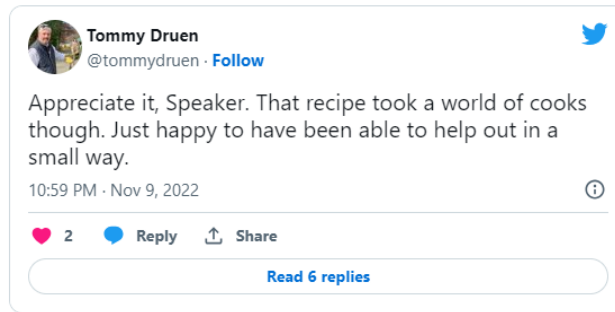 Tommy Druen
@tommydruen · Follow
Appreciate it, Speaker. That recipe took a world of cooks
though. Just happy to have been able to help out in a
small way.
10:59 PM · Nov 9, 2022
2 Reply Share
Read 6 replies